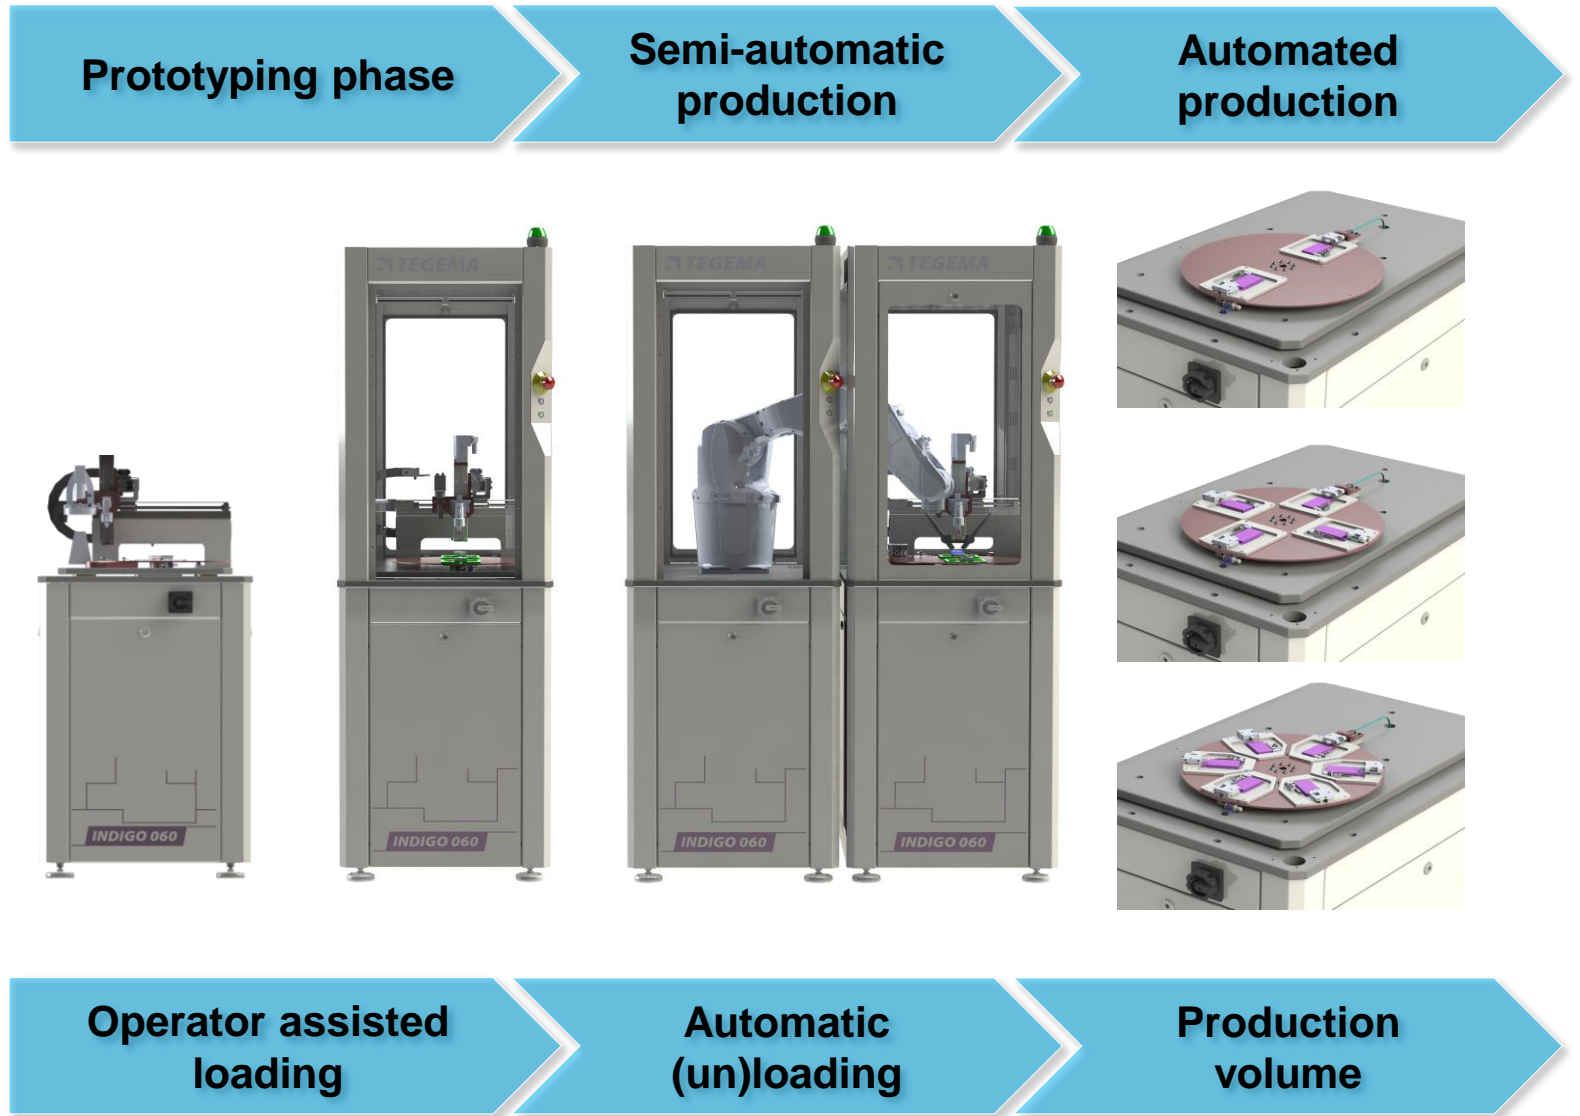 Prototyping phase
Semi-automatic
production
Automated
production
TEGEMA
TEGEMA
TEGEMA
INDIGO 060
INDIGO 060
INDIGO 060
INDIGO 060
Operator assisted
loading
Automatic
(un)loading
Production
volume